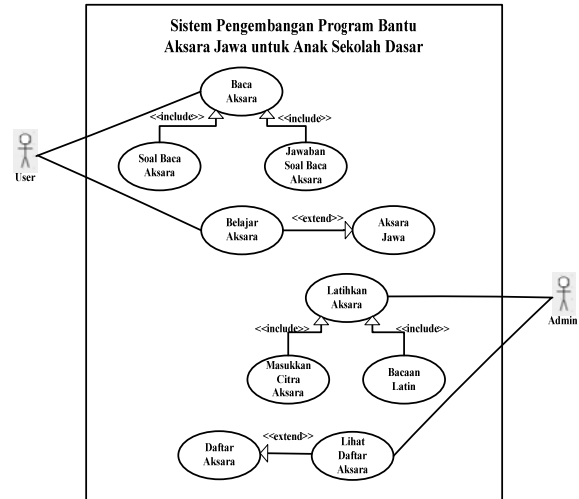 Sistem Pengembangan Program Bantu
Aksara Jawa untuk Anak Sekolah Dasar
Baca
Aksara
<<include>>
<<include>>
Soal Baca
Aksara
Jawaban
Soal Baca
Aksara
User
Belajar
Aksara
<<extend>>
Aksara
Jawa
Latihkan
Aksara
Admin
<<include>>
<<include>>
Masukkan
Citra
Aksara
Bacaan
Latin
Daftar
Aksara
<<extend>>
Lihat
Daftar
Aksara